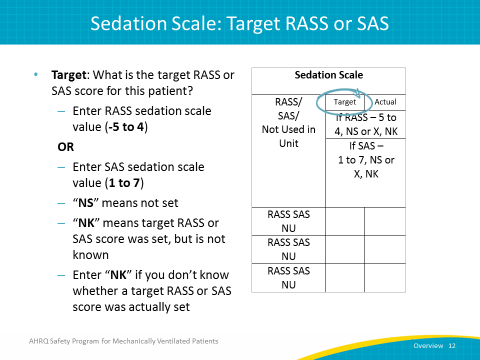 Sedation Scale: Target RASS or SAS
• Target: What is the target RASS or
SAS score for this patient?
– Enter RASS sedation scale
value (-5 to 4)
OR
– Enter SAS sedation scale
value (1 to 7)
– “NS” means not set
– “NK” means target RASS or
SAS score was set, but is not
known
– Enter “NK” if you don’t know
whether a target RASS or SAS
score was actually set
Sedation Scale
RASS/
SAS/
Not Used in
Unit
Target
Actual
If RASS – 5 to
4, NS or X, NK
If SAS –
1 to 7, NS or
X, NK
RASS SAS
NU
RASS SAS
NU
RASS SAS
NU
AHRQ Safety Program for Mechanically Ventilated Patients
Overview 12